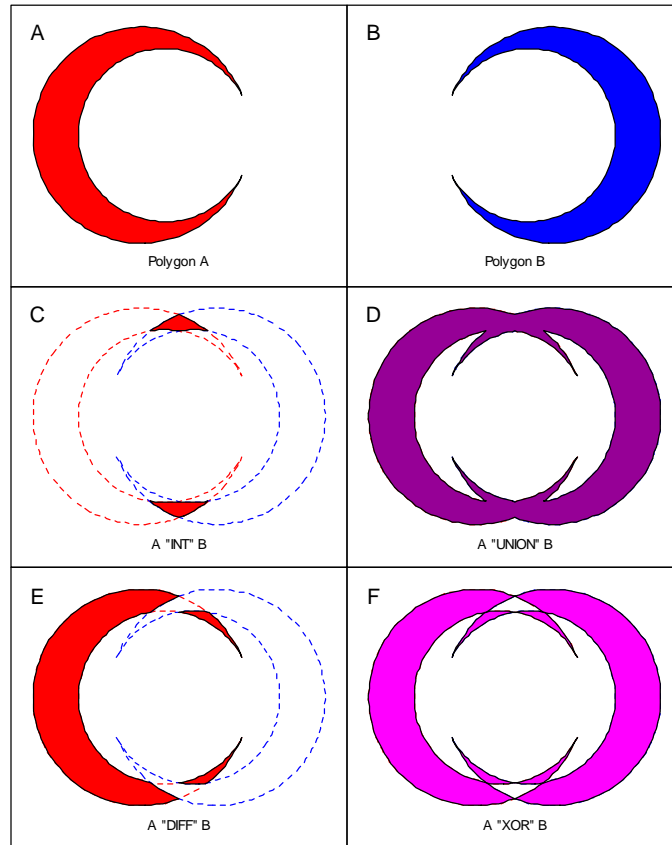 A
Polygon A
B
Polygon B
C
A "INT" B
D
A "UNION" B
E
A "DIFF" B
F
A "XOR" B